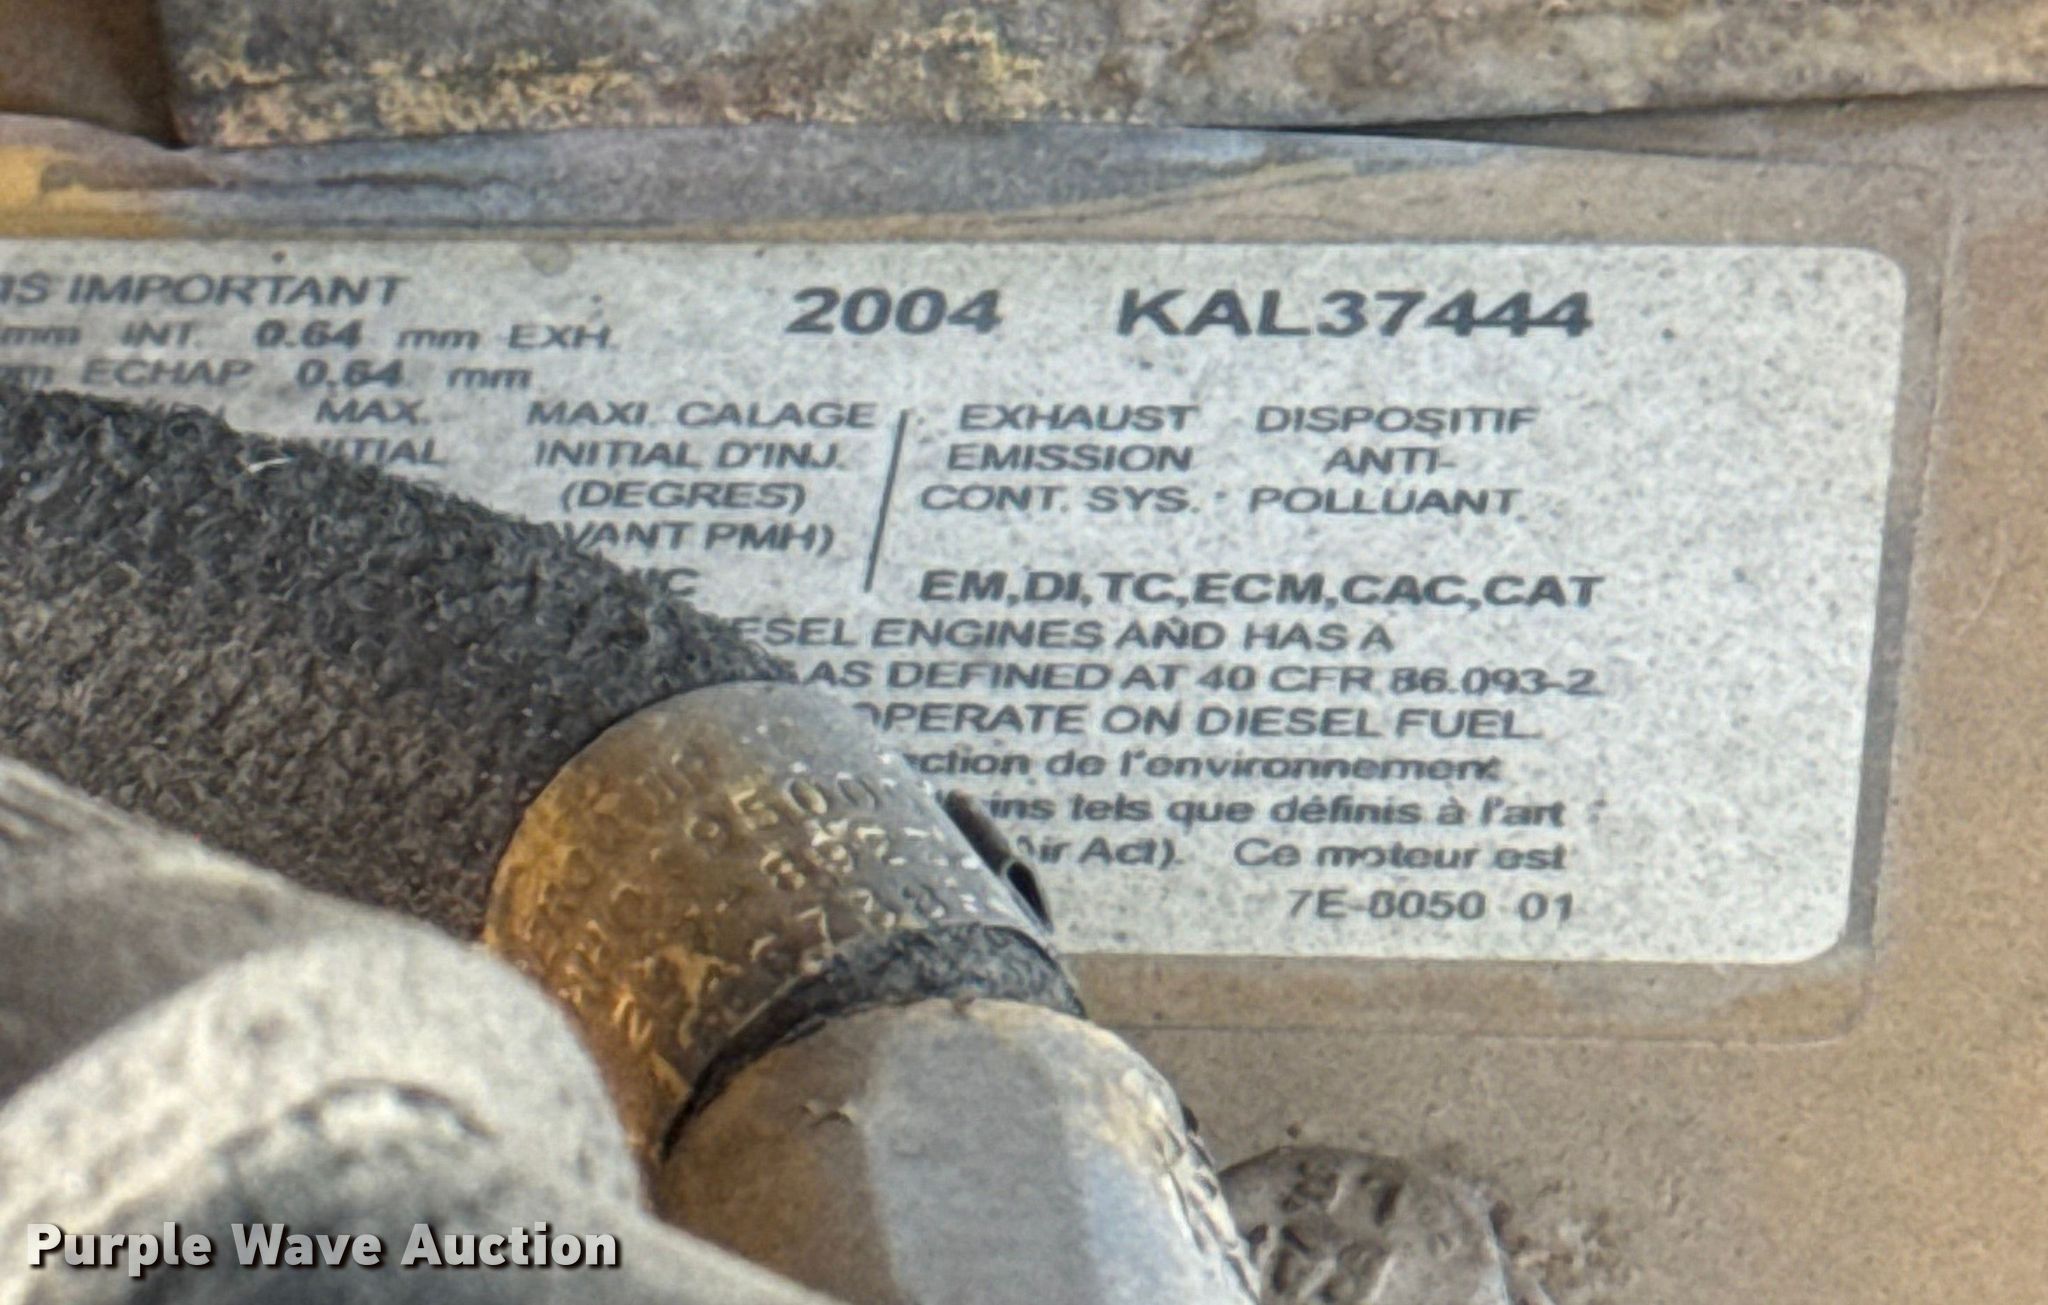 IS IMPORTANT 2004 KAL37444
mm INT. 0.64 mm EXH.
ECHAP 0.64 mm
MAX. MAXI. CALAGE EXHAUST DISPOSITIF
INITIAL D'INJ. EMISSION ANTI-
(DEGRES) CONT. SYS. POLLUANT
VANT PMH)
EM,DI,TC,ECM,CAC,CAT
ESEL ENGINES AND HAS A
AS DEFINED AT 40 CFR 86.093-2
OPERATE ON DIESEL FUEL.
ction de l'environnement
ins tels que définis à l'art
Air Act). Ce moteur est
7E-8050 01
Purple Wave Auction